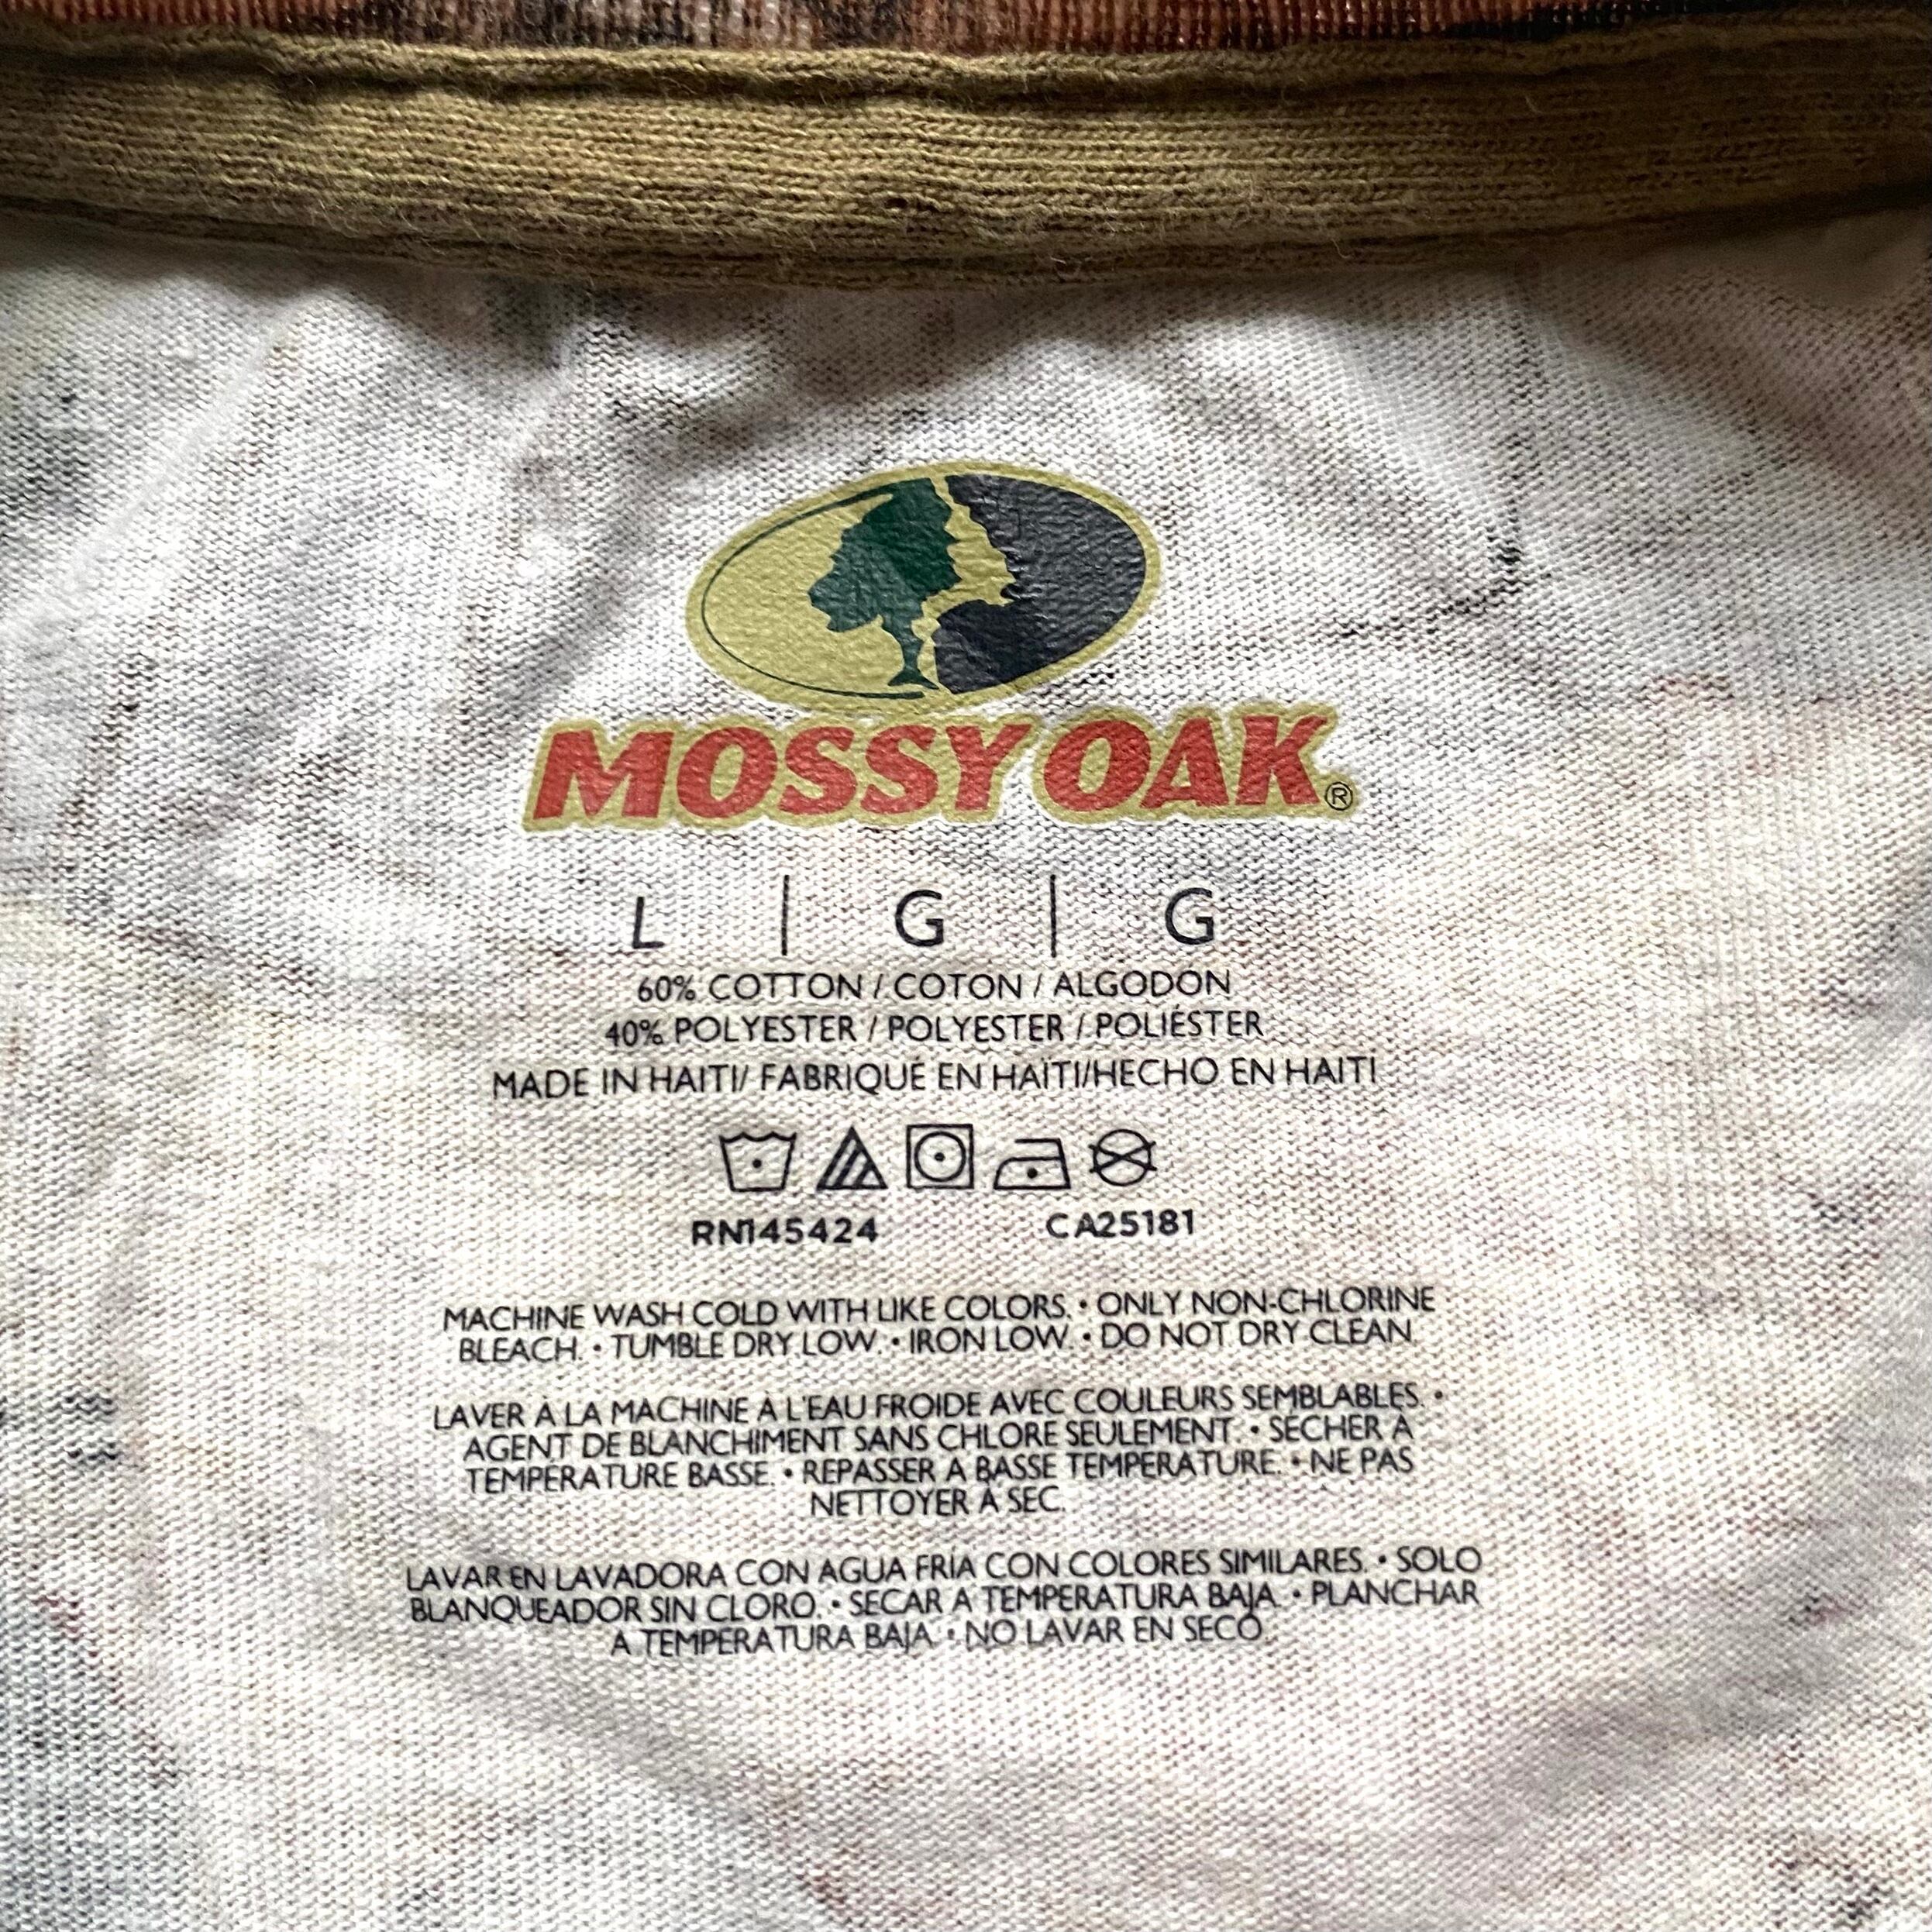 MOSSY OAK®
L | G | G
60% COTTON / COTON / ALGODÓN
40% POLYESTER / POLYESTER / POLIÉSTER
MADE IN HAITI/ FABRIQUÉ EN HAÏTI/HECHO EN HAITÍ
RN145424 CA25181
MACHINE WASH COLD WITH LIKE COLORS. • ONLY NON-CHLORINE
BLEACH. • TUMBLE DRY LOW. • IRON LOW. • DO NOT DRY CLEAN.
LAVER À LA MACHINE À L'EAU FROIDE AVEC COULEURS SEMBLABLES. •
AGENT DE BLANCHIMENT SANS CHLORE SEULEMENT. • SÉCHER À
TEMPÉRATURE BASSE. • REPASSER À BASSE TEMPÉRATURE. • NE PAS
NETTOYER À SEC.
LAVAR EN LAVADORA CON AGUA FRÍA CON COLORES SIMILARES. • SOLO
BLANQUEADOR SIN CLORO. • SECAR A TEMPERATURA BAJA. • PLANCHAR
A TEMPERATURA BAJA. • NO LAVAR EN SECO.